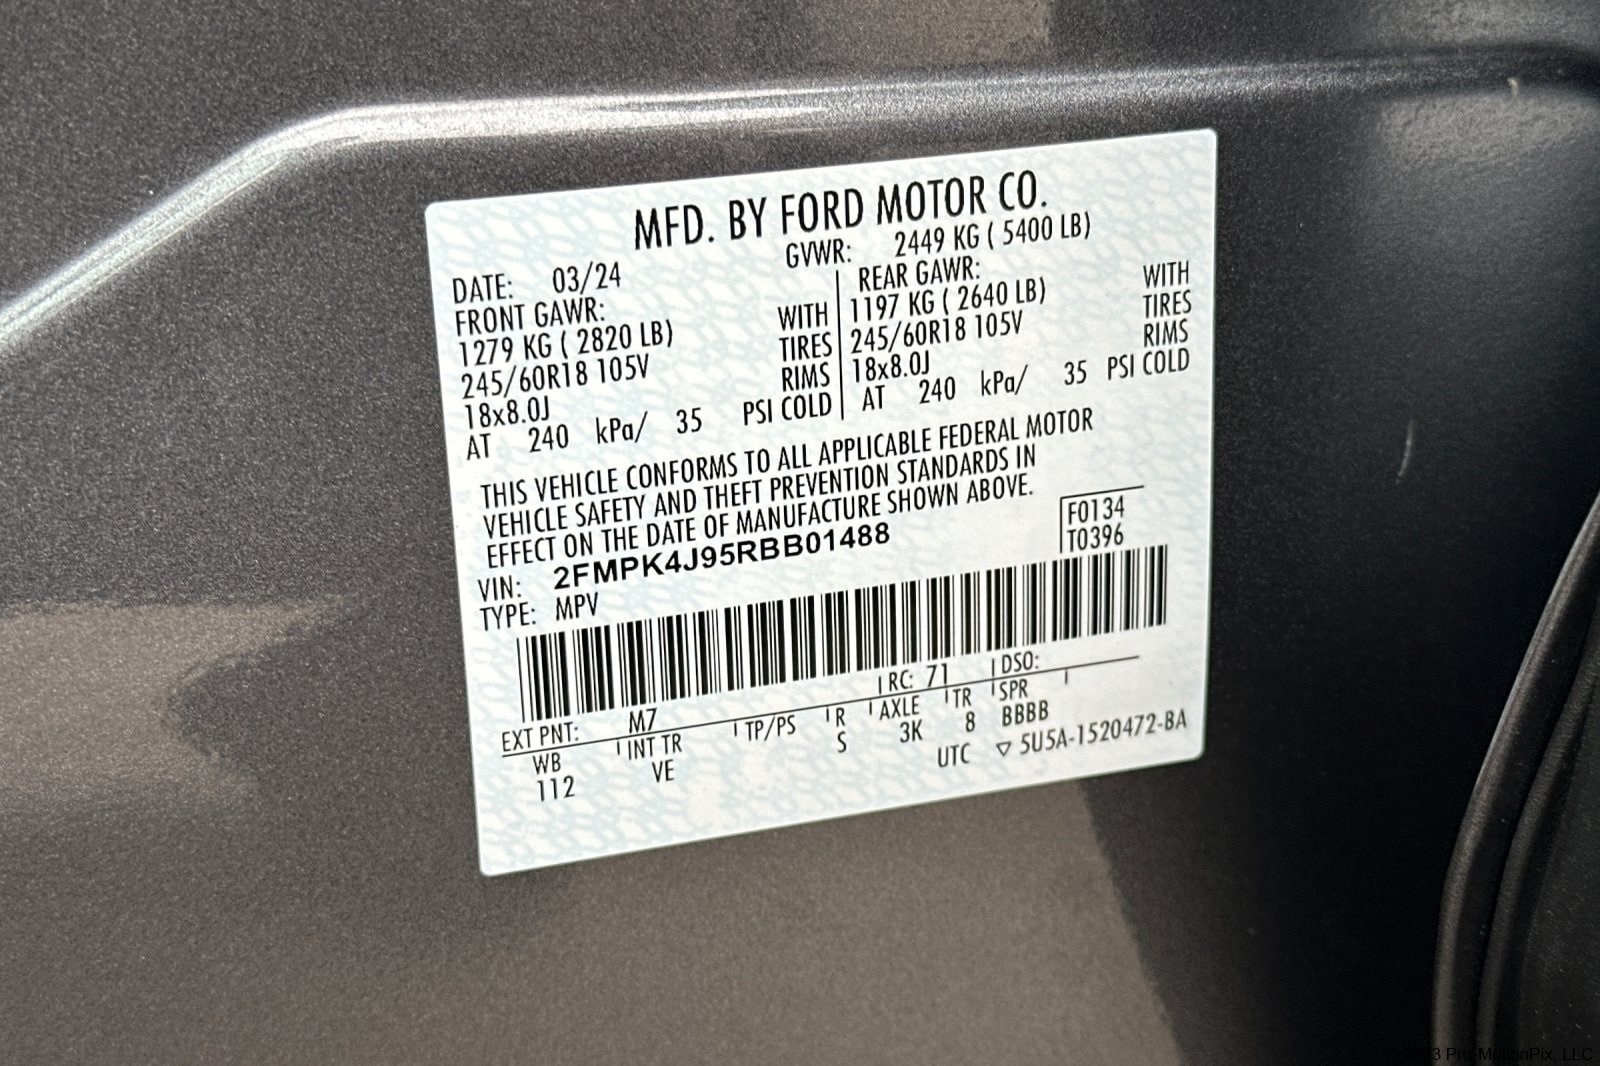 MFD. BY FORD MOTOR CO.
DATE: 03/24 GVWR: 2449 KG ( 5400 LB)
FRONT GAWR: REAR GAWR:
1279 KG ( 2820 LB) WITH 1197 KG ( 2640 LB) WITH
245/60R18 105V TIRES 245/60R18 105V TIRES
18x8.0J RIMS 18x8.0J RIMS
AT 240 kPa/ 35 PSI COLD AT 240 kPa/ 35 PSI COLD
THIS VEHICLE CONFORMS TO ALL APPLICABLE FEDERAL MOTOR
VEHICLE SAFETY AND THEFT PREVENTION STANDARDS IN
EFFECT ON THE DATE OF MANUFACTURE SHOWN ABOVE.
VIN: 2FMPK4J95RBB01488 F0134
TYPE: MPV T0396
EXT PNT: M7 RC: 71 DSO:
WB INT TR TP/PS R AXLE TR SPR
112 VE S 3K 8 BBBB
UTC ▽ 5U5A-1520472-BA
Pro-MotionPix, LLC